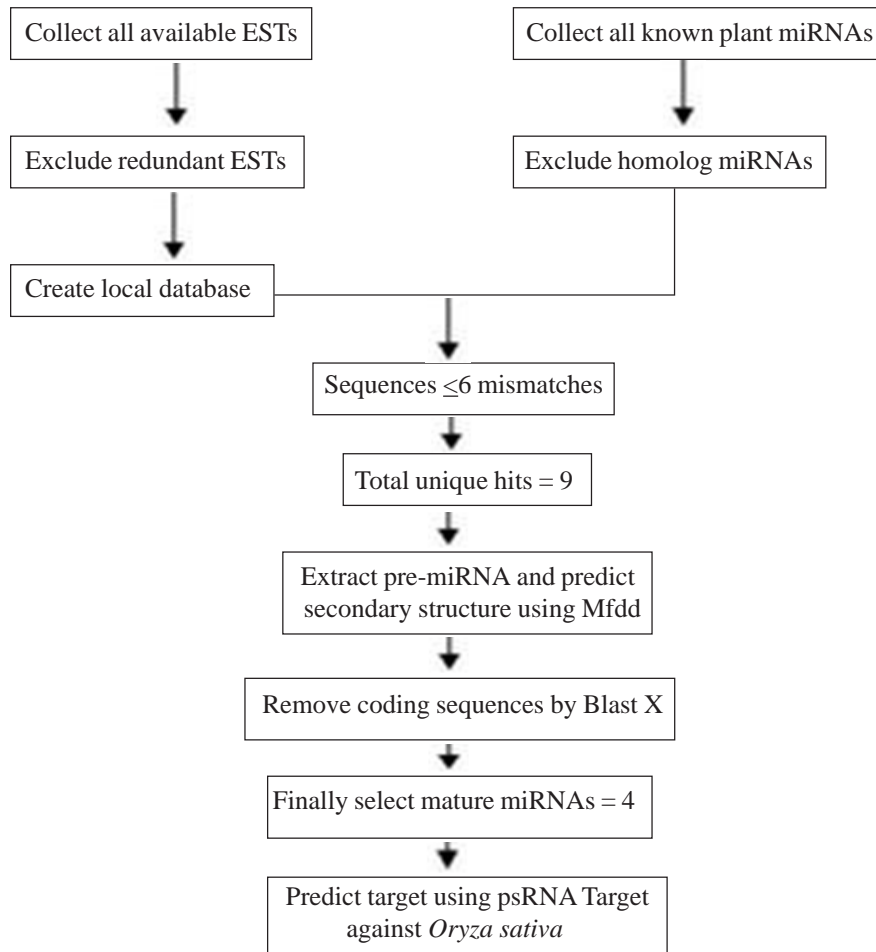 Collect all available ESTs
Collect all known plant miRNAs
Exclude redundant ESTs
Exclude homolog miRNAs
Create local database
Sequences ≤6 mismatches
Total unique hits = 9
Extract pre-miRNA and predict
secondary structure using Mfdd
Remove coding sequences by Blast X
Finally select mature miRNAs = 4
Predict target using psRNA Target
against Oryza sativa